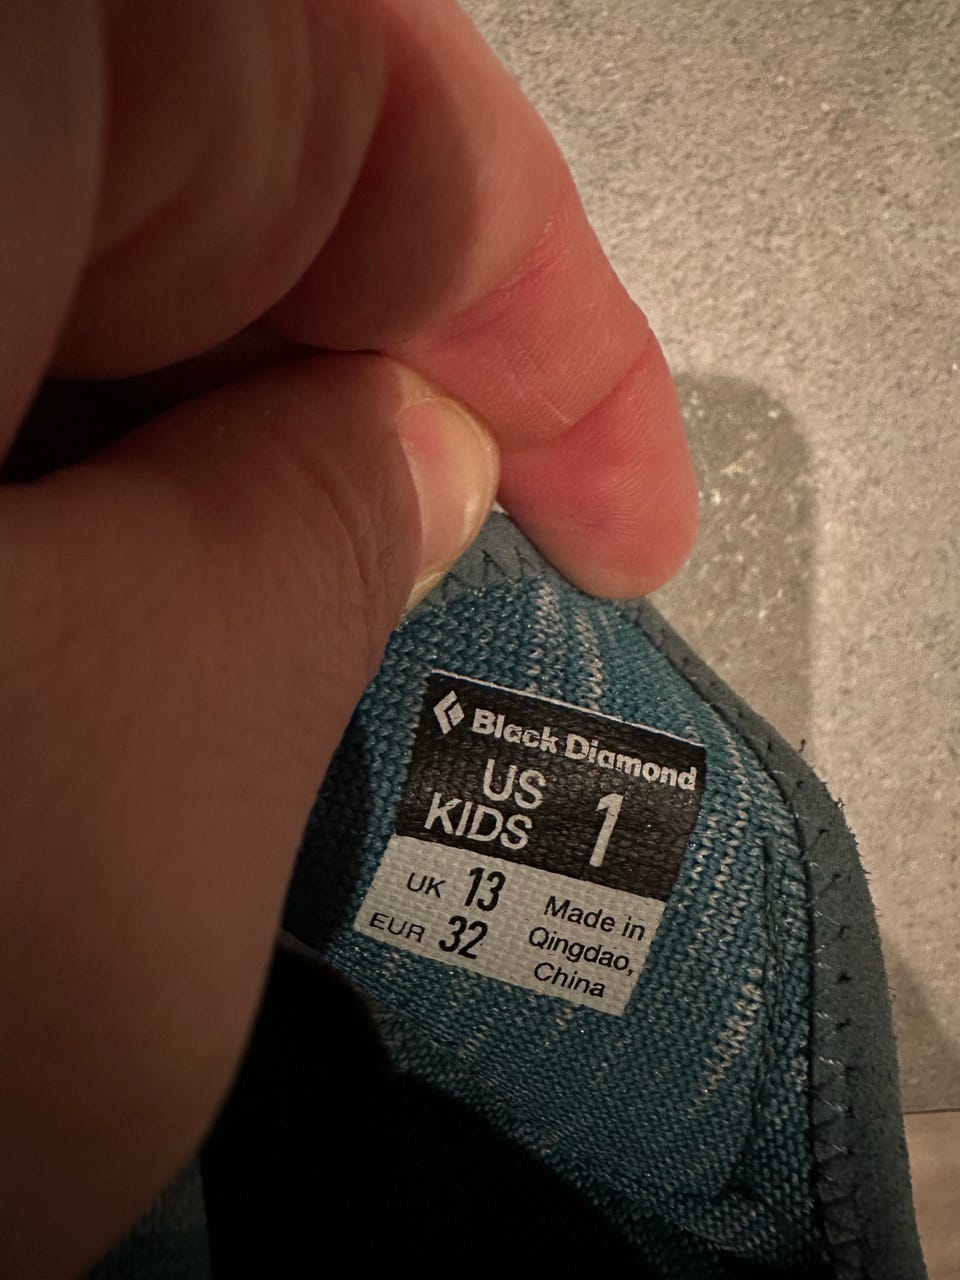 Black Diamond
US KIDS 1
UK 13
EUR 32
Made in
Qingdao,
China